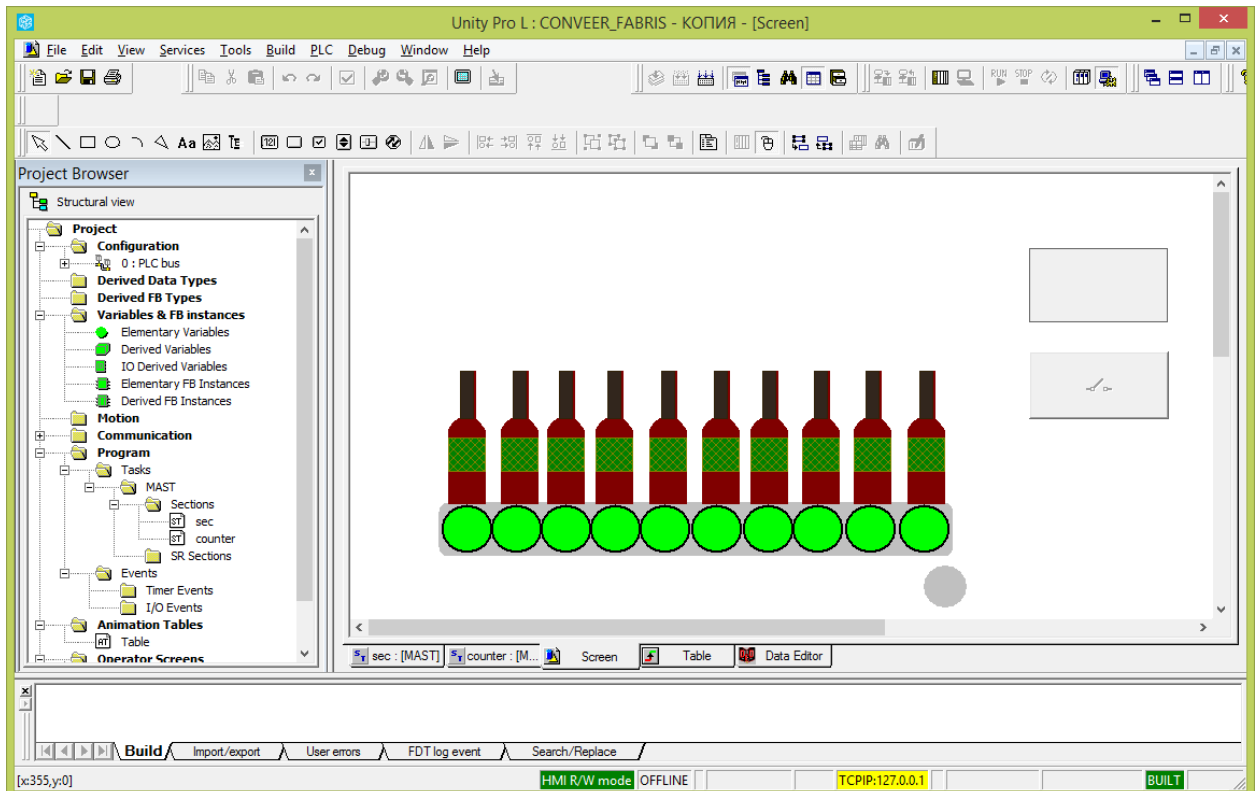 Unity Pro L : CONVEER_FABRIS - КОПИЯ - [Screen]
File Edit View Services Tools Build PLC Debug Window Help
RUN STOP
Aa
Project Browser
Structural view
Project
Configuration
0 : PLC bus
Derived Data Types
Derived FB Types
Variables & FB instances
Elementary Variables
Derived Variables
IO Derived Variables
Elementary FB Instances
Derived FB Instances
Motion
Communication
Program
Tasks
MAST
Sections
ST sec
ST counter
SR Sections
Events
Timer Events
I/O Events
Animation Tables
Table
Operator Screens
sec : [MAST] counter : [M... Screen Table Data Editor
Build Import/export User errors FDT log event Search/Replace
[x:355,y:0] HMI R/W mode OFFLINE TCPIP:127.0.0.1 BUILT